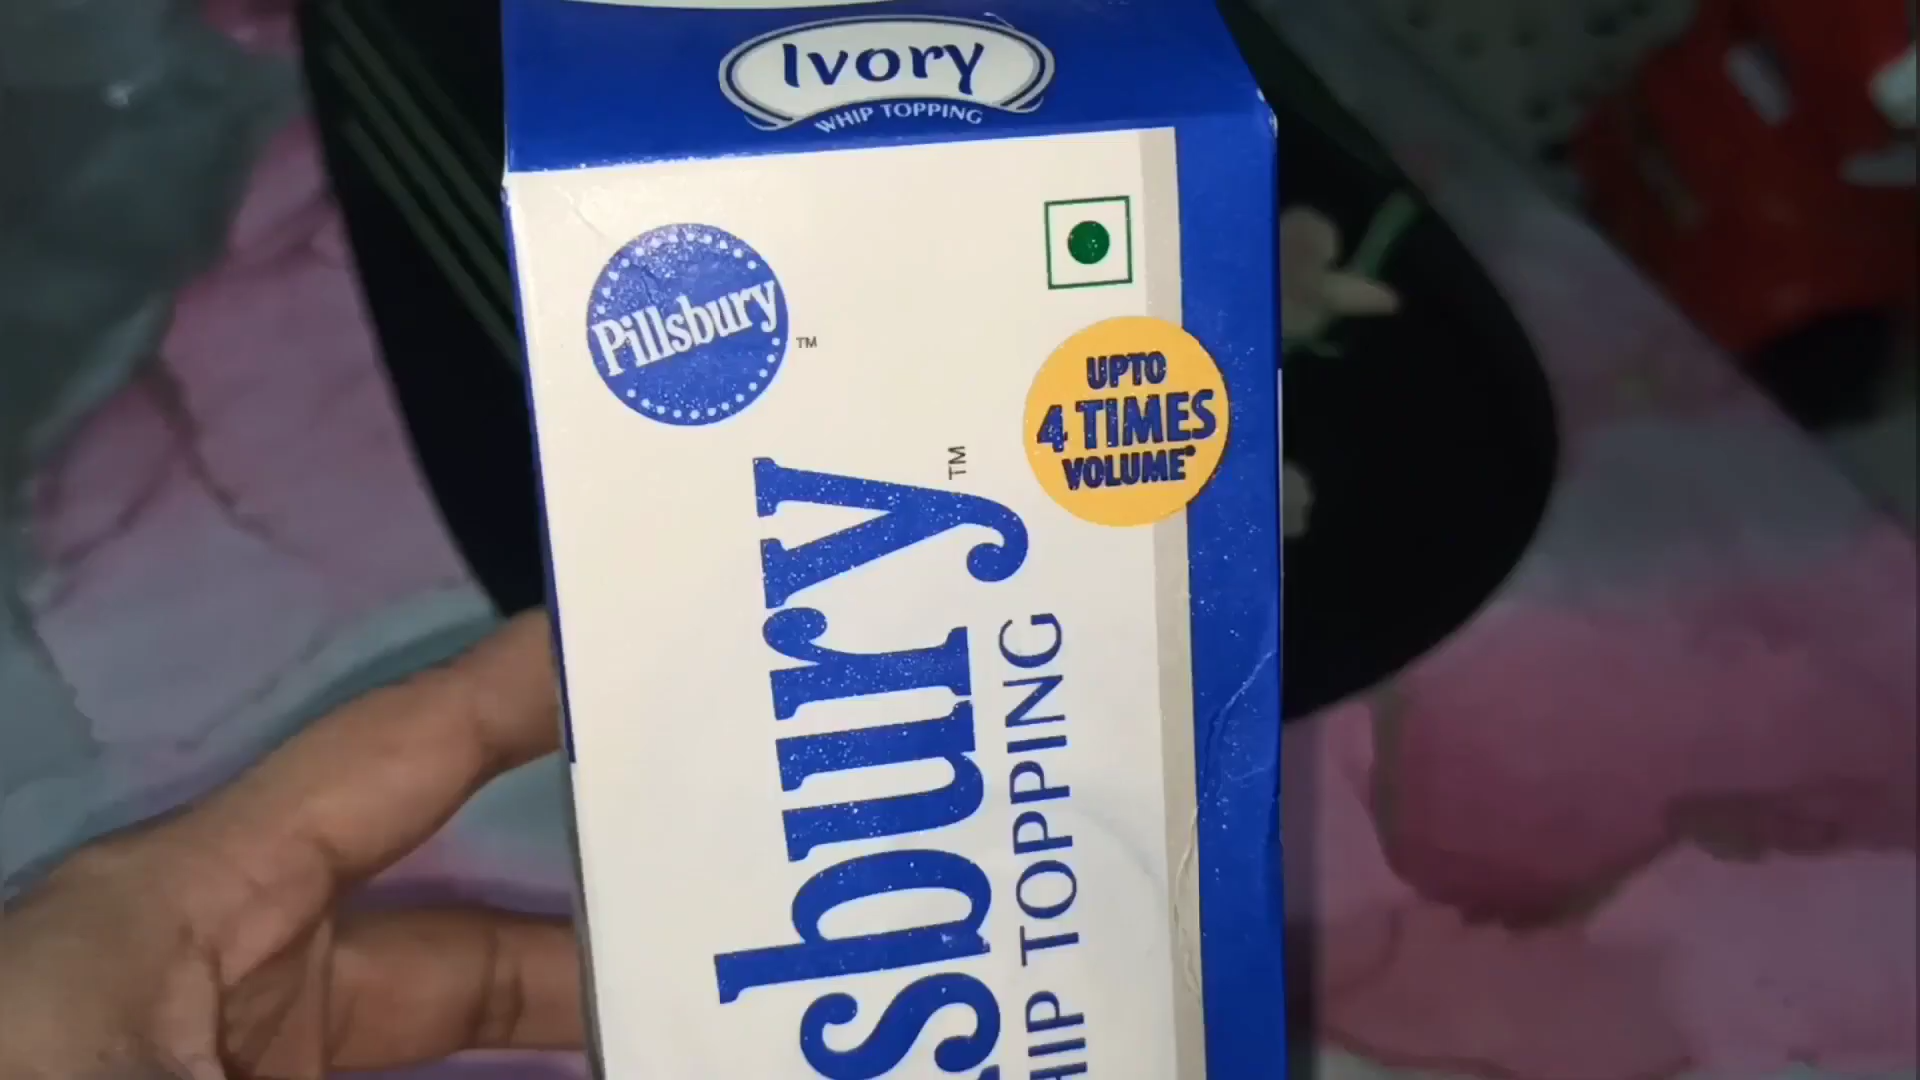 Ivory
WHIP TOPPING
Pillsbury
TM
UPTO
4 TIMES
VOLUME*
sbury
TM
HIP TOPPING